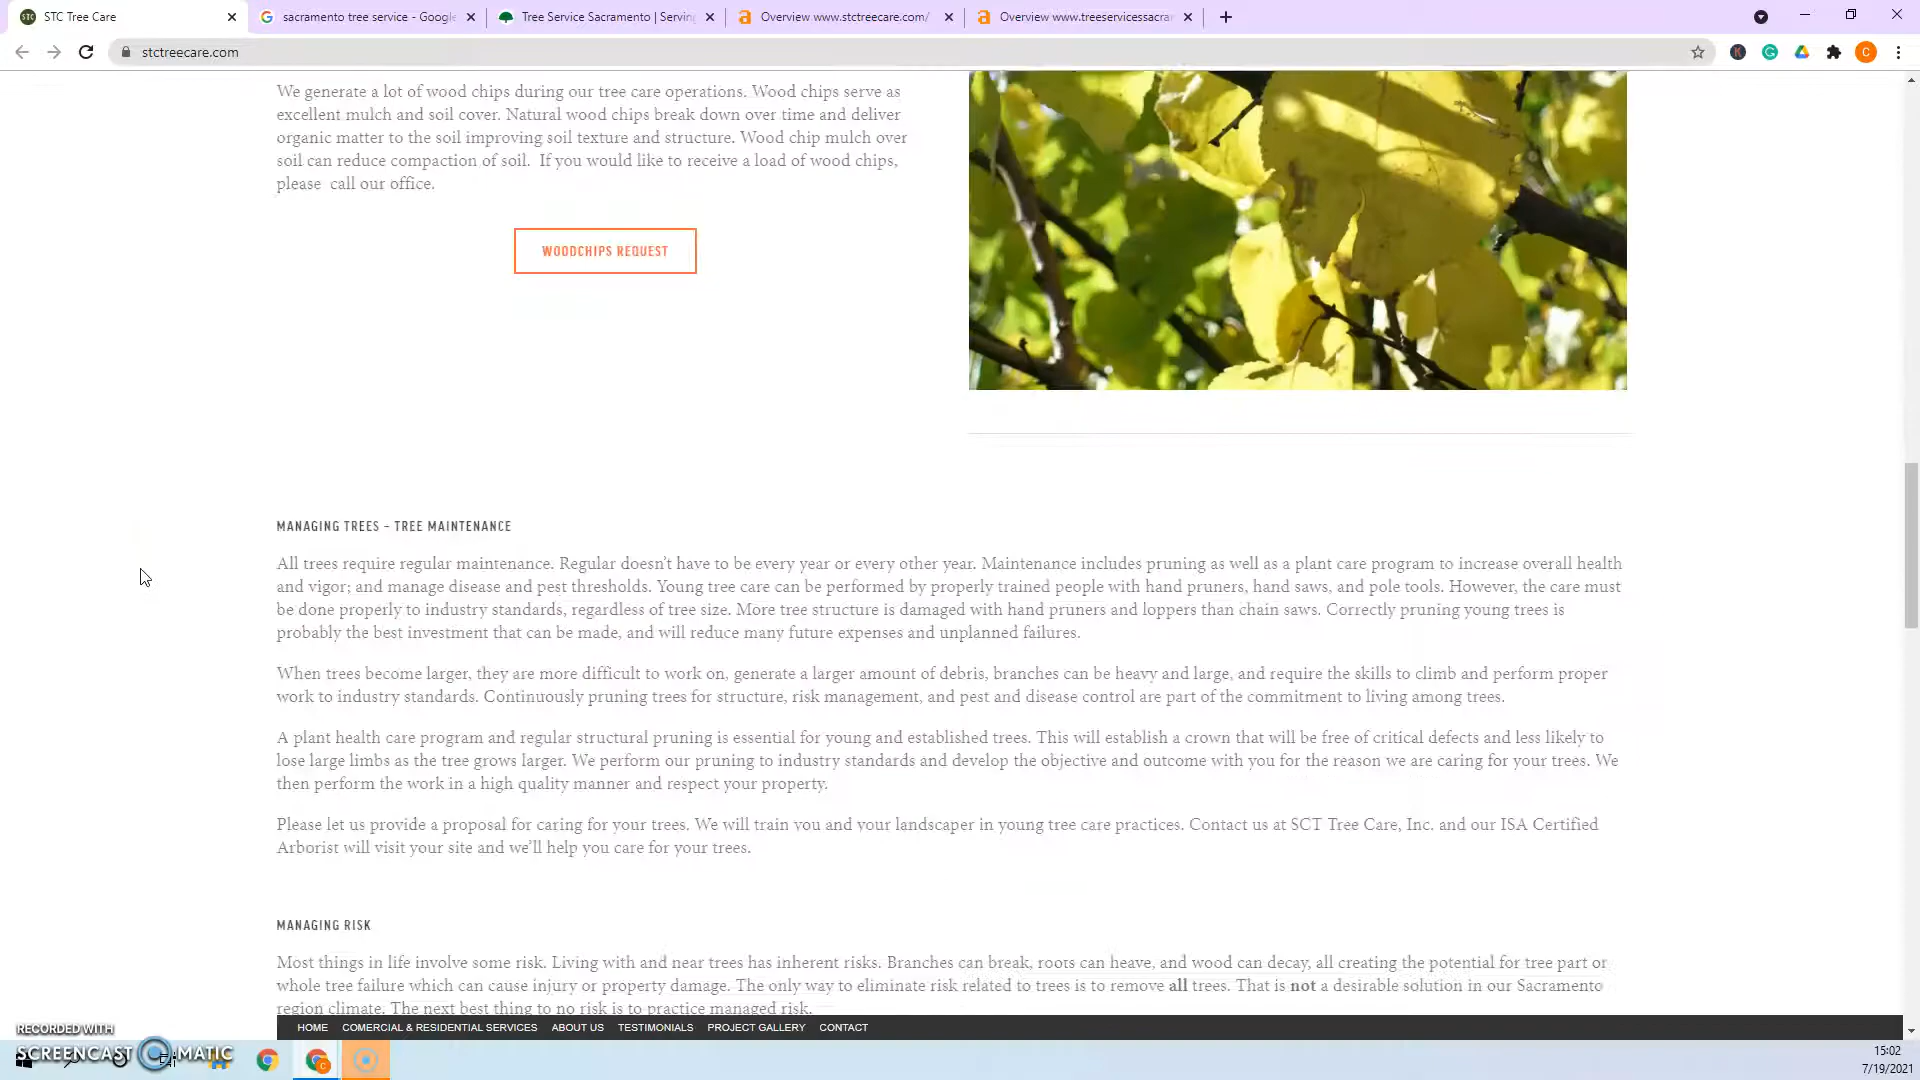 STC Tree Care
sacramento tree service - Google
Tree Service Sacramento | Servin
Overview www.stctreecare.com/
Overview www.treeservicessacra
stctreecare.com
C
We generate a lot of wood chips during our tree care operations. Wood chips serve as
excellent mulch and soil cover. Natural wood chips break down over time and deliver
organic matter to the soil improving soil texture and structure. Wood chip mulch over
soil can reduce compaction of soil.  If you would like to receive a load of wood chips,
please  call our office.
WOODCHIPS REQUEST
MANAGING TREES - TREE MAINTENANCE
All trees require regular maintenance. Regular doesn't have to be every year or every other year. Maintenance includes pruning as well as a plant care program to increase overall health
and vigor; and manage disease and pest thresholds. Young tree care can be performed by properly trained people with hand pruners, hand saws, and pole tools. However, the care must
be done properly to industry standards, regardless of tree size. More tree structure is damaged with hand pruners and loppers than chain saws. Correctly pruning young trees is
probably the best investment that can be made, and will reduce many future expenses and unplanned failures.
When trees become larger, they are more difficult to work on, generate a larger amount of debris, branches can be heavy and large, and require the skills to climb and perform proper
work to industry standards. Continuously pruning trees for structure, risk management, and pest and disease control are part of the commitment to living among trees.
A plant health care program and regular structural pruning is essential for young and established trees. This will establish a crown that will be free of critical defects and less likely to
lose large limbs as the tree grows larger. We perform our pruning to industry standards and develop the objective and outcome with you for the reason we are caring for your trees. We
then perform the work in a high quality manner and respect your property.
Please let us provide a proposal for caring for your trees. We will train you and your landscaper in young tree care practices. Contact us at SCT Tree Care, Inc. and our ISA Certified
Arborist will visit your site and we'll help you care for your trees.
MANAGING RISK
Most things in life involve some risk. Living with and near trees has inherent risks. Branches can break, roots can heave, and wood can decay, all creating the potential for tree part or
whole tree failure which can cause injury or property damage. The only way to eliminate risk related to trees is to remove all trees. That is not a desirable solution in our Sacramento
region climate. The next best thing to no risk is to practice managed risk.
HOME COMERCIAL & RESIDENTIAL SERVICES ABOUT US TESTIMONIALS PROJECT GALLERY CONTACT
RECORDED WITH
SCREENCAST MATIC
15:02
7/19/2021